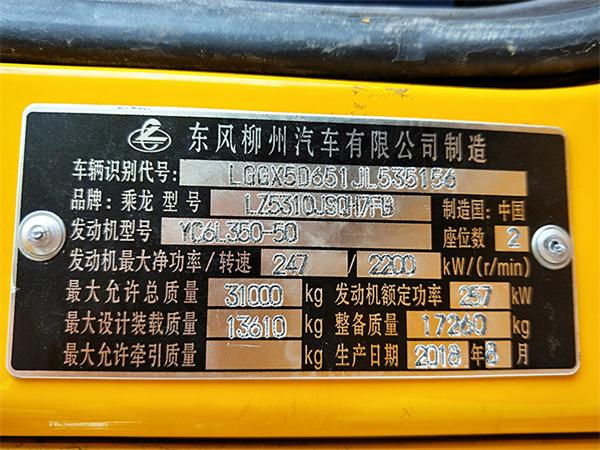 东风柳州汽车有限公司制造
车辆识别代号: LGGX5D651JL535156
品牌: 乘龙 型号 LZ5310JSQH7FB 制造国: 中国
发动机型号 YC6L350-50 座位数 2
发动机最大净功率/转速 247 / 2200 kW/(r/min)
最大允许总质量 31000 kg 发动机额定功率 257 kW
最大设计装载质量 13610 kg 整备质量 17260 kg
最大允许牵引质量 kg 生产日期 2018 年 8 月